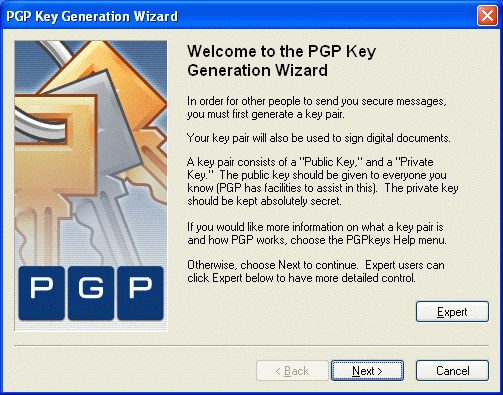 PGP Key Generation Wizard
Welcome to the PGP Key
Generation Wizard
In order for other people to send you secure messages,
you must first generate a key pair.
Your key pair will also be used to sign digital documents.
A key pair consists of a "Public Key," and a "Private
Key." The public key should be given to everyone you
know (PGP has facilities to assist in this). The private key
should be kept absolutely secret.
If you would like more information on what a key pair is
and how PGP works, choose the PGPkeys Help menu.
Otherwise, choose Next to continue. Expert users can
click Expert below to have more detailed control.
PGP
Expert
< Back
Next >
Cancel